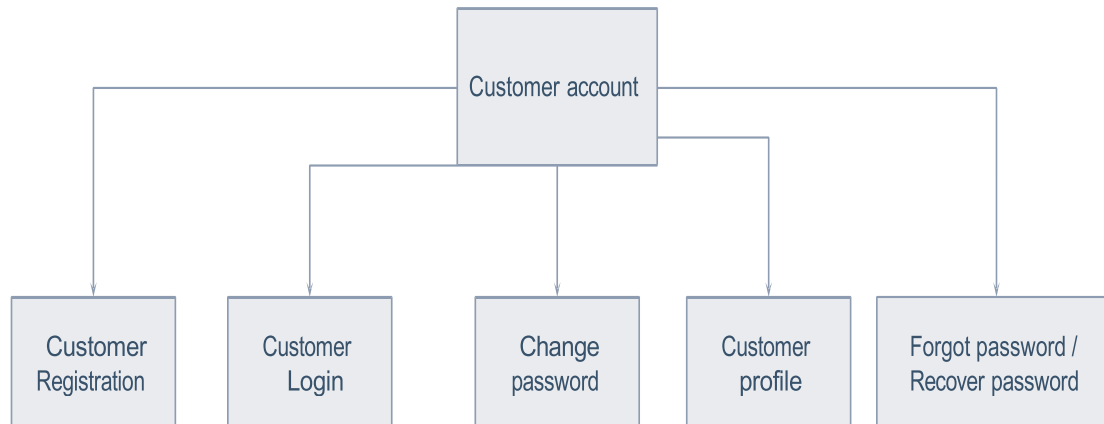 Customer account
Customer
Registration
Customer
Login
Change
password
Customer
profile
Forgot password /
Recover password